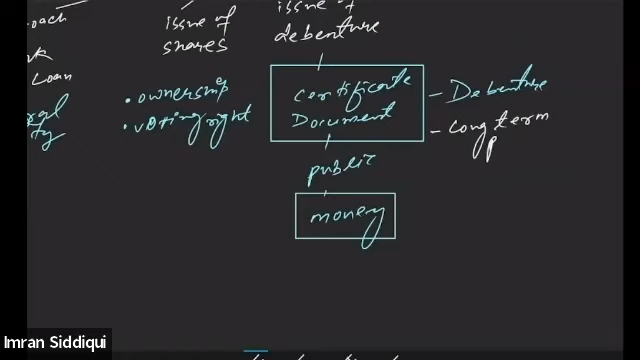 oach
issue of
shares
issue of
debenture
Loan
• ownership
• voting right
certificate
Document
- Debenture
- Long term
p
public
money
Imran Siddiqui